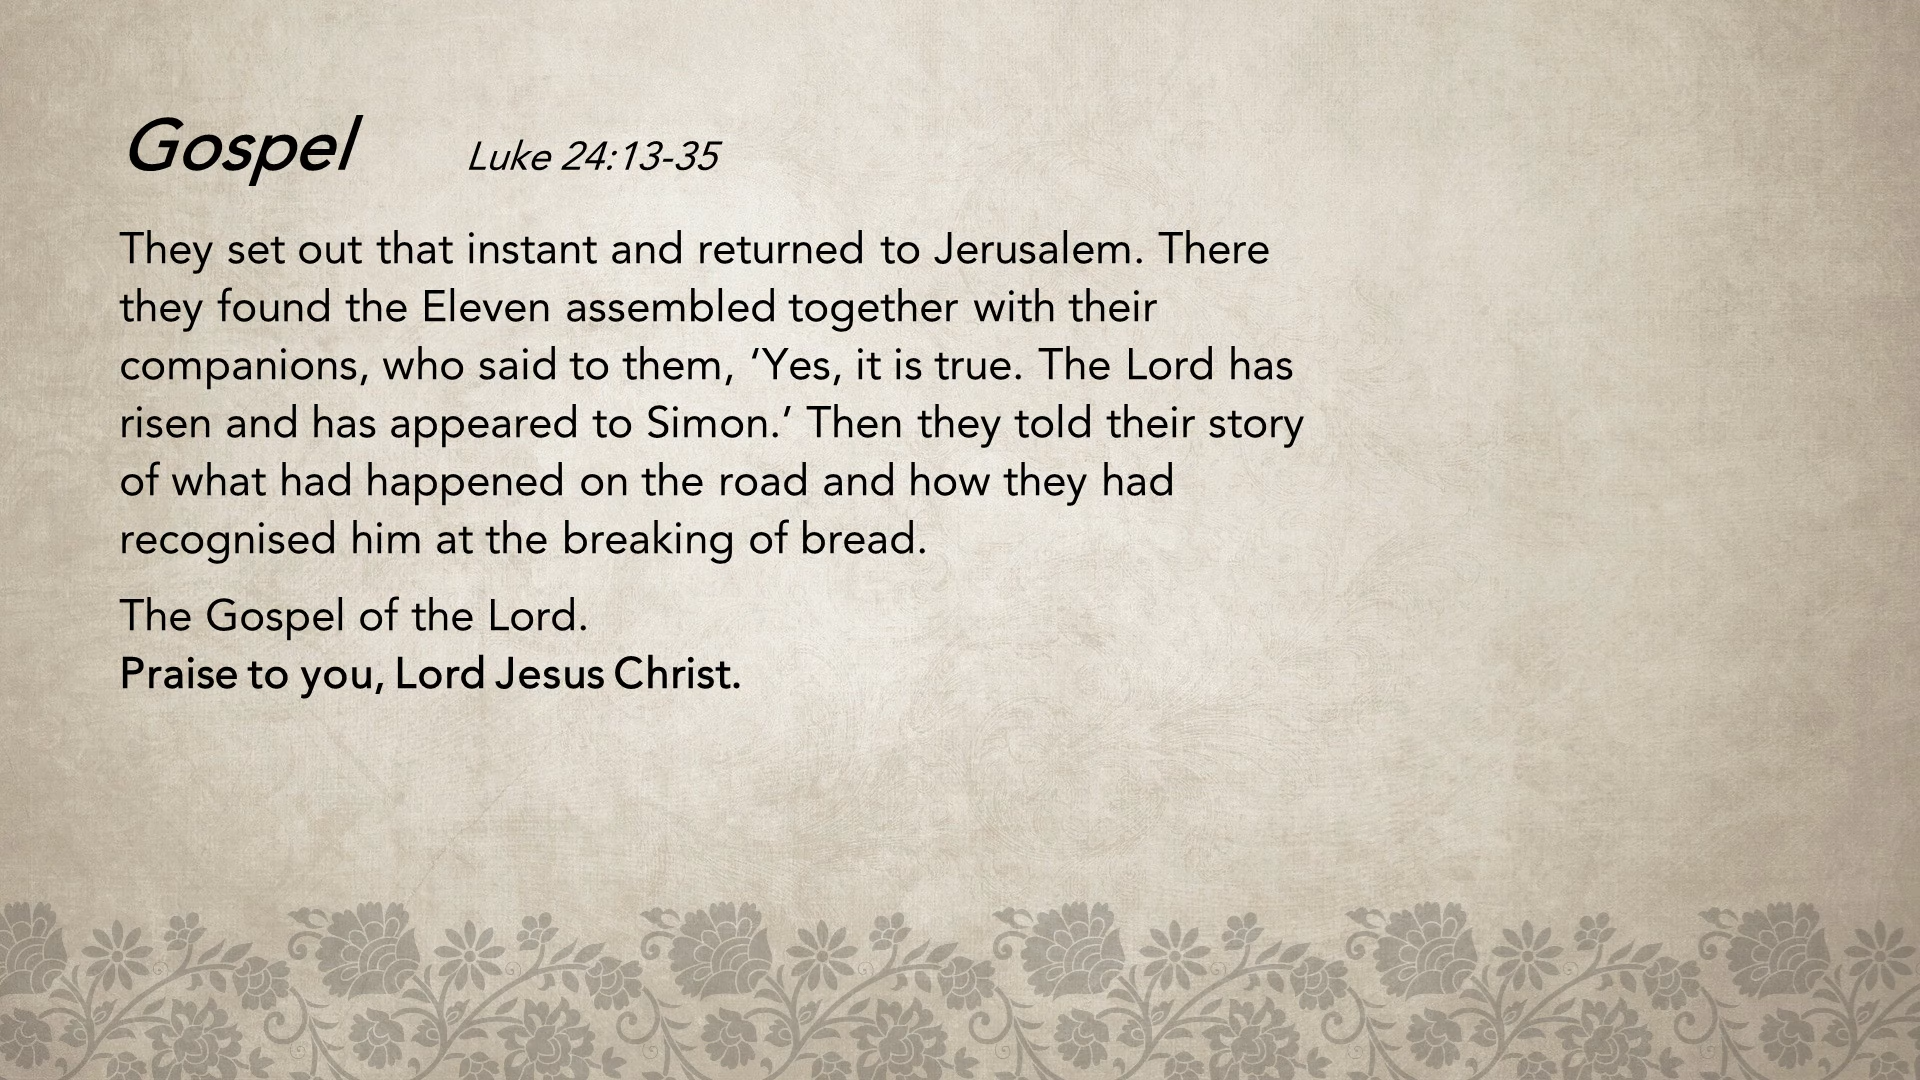 Gospel Luke 24:13-35
They set out that instant and returned to Jerusalem. There
they found the Eleven assembled together with their
companions, who said to them, ‘Yes, it is true. The Lord has
risen and has appeared to Simon.’ Then they told their story
of what had happened on the road and how they had
recognised him at the breaking of bread.
The Gospel of the Lord.
Praise to you, Lord Jesus Christ.